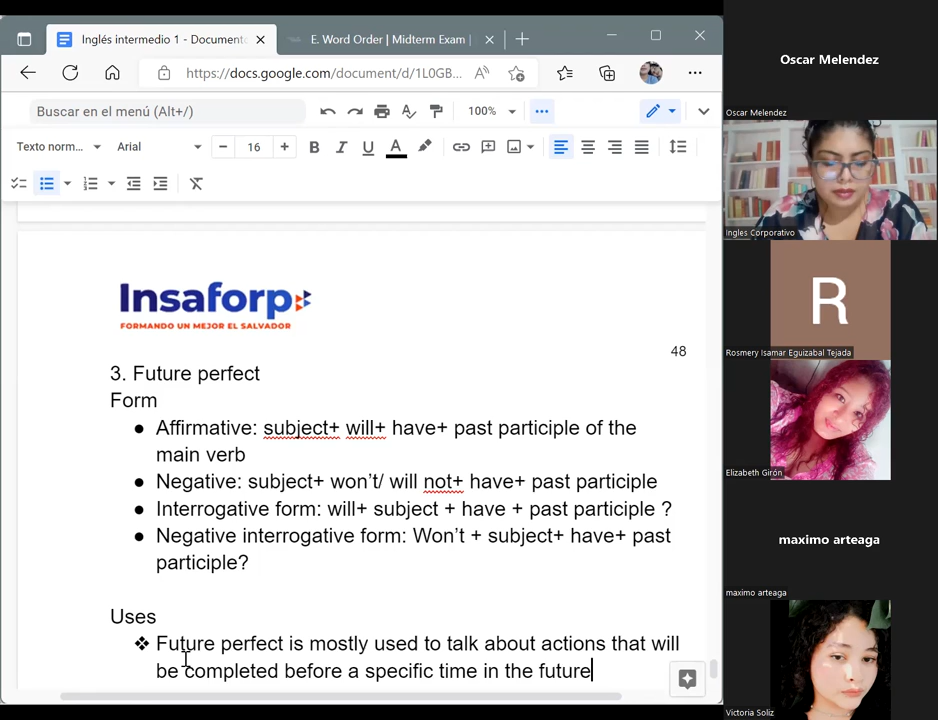 Inglés intermedio 1 - Documento
E. Word Order | Midterm Exam |
https://docs.google.com/document/d/1L0GB...
Buscar en el menú (Alt+/)
100%
Texto norm...
Arial
16
B I U A
Insaforp
FORMANDO UN MEJOR EL SALVADOR
48
3. Future perfect
Form
● Affirmative: subject+ will+ have+ past participle of the
main verb
● Negative: subject+ won't/ will not+ have+ past participle
● Interrogative form: will+ subject + have + past participle ?
● Negative interrogative form: Won't + subject+ have+ past
participle?
Uses
❖ Future perfect is mostly used to talk about actions that will
be completed before a specific time in the future
Oscar Melendez
Oscar Melendez
Ingles Corporativo
R
Rosmery Isamar Eguizabal Tejada
Elizabeth Girón
maximo arteaga
maximo arteaga
Victoria Soliz